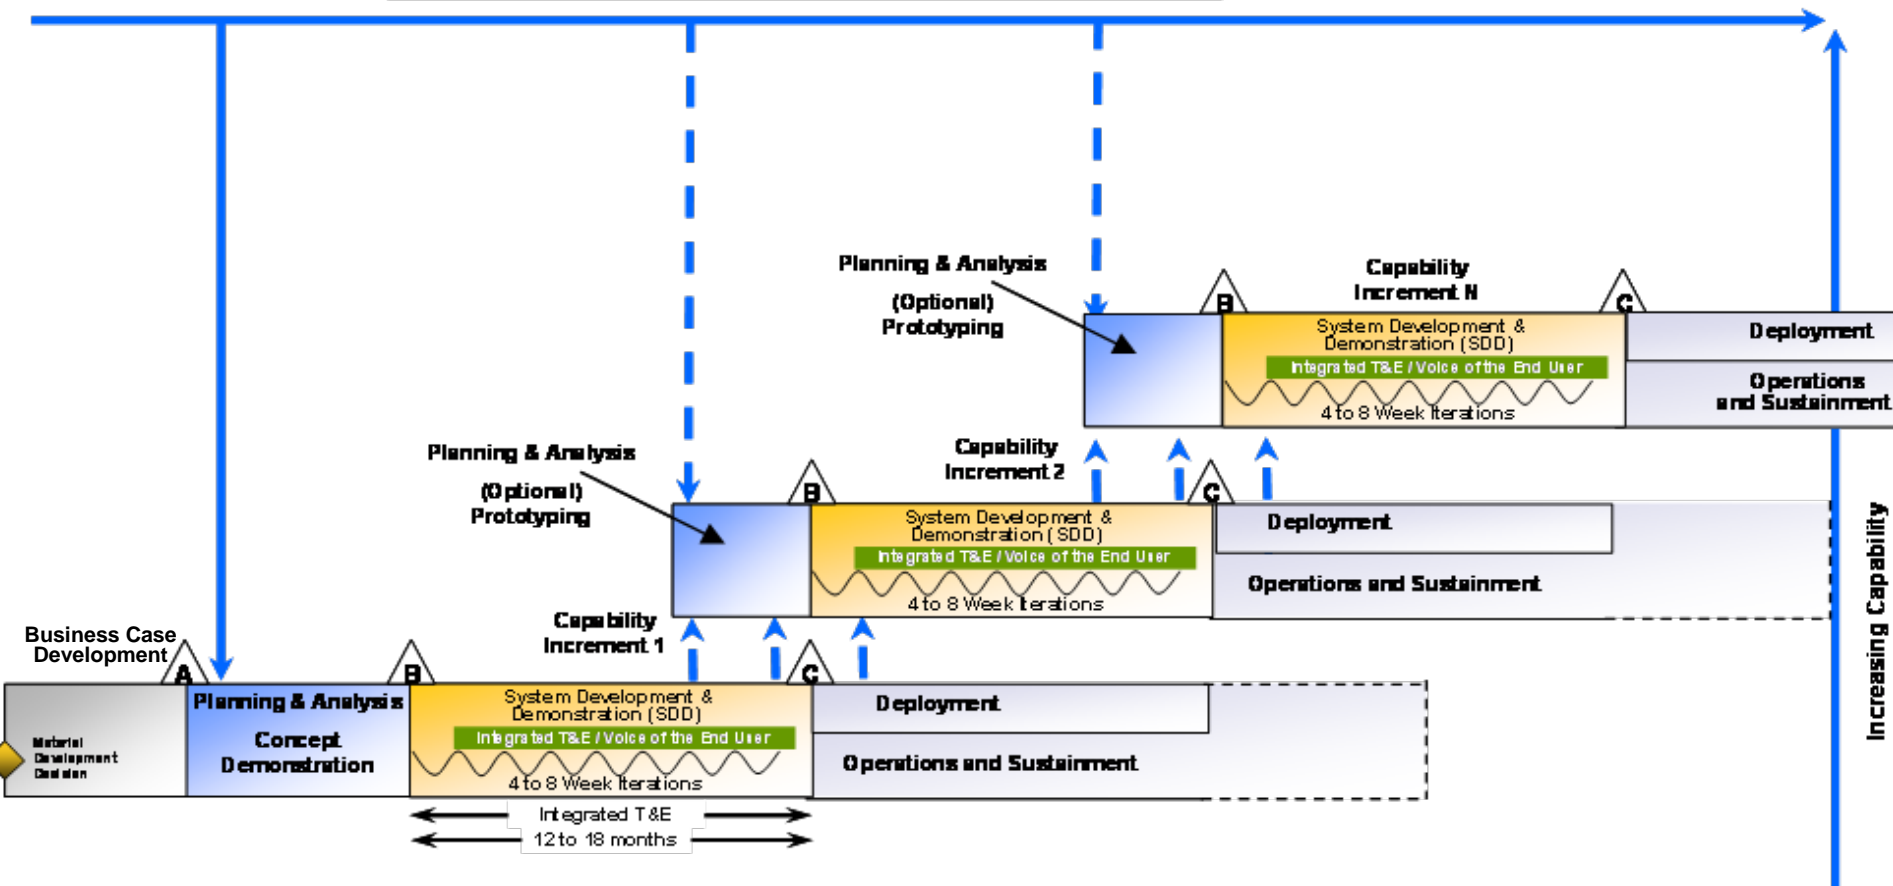 Planning & Analysis
(Optional)
Prototyping
B
Capability
Increment N
C
System Development &
Demonstration (SDD)
Integrated T&E / Voice of the End User
4 to 8 Week Iterations
Deployment
Operations
and Sustainment
Planning & Analysis
(Optional)
Prototyping
B
Capability
Increment 2
C
System Development &
Demonstration (SDD)
Integrated T&E / Voice of the End User
4 to 8 Week Iterations
Deployment
Operations and Sustainment
Increasing Capability
Business Case
Development
A
Material
Development
Decision
Planning & Analysis
Concept
Demonstration
B
Capability
Increment 1
C
System Development &
Demonstration (SDD)
Integrated T&E / Voice of the End User
4 to 8 Week Iterations
Deployment
Operations and Sustainment
Integrated T&E
12 to 18 months